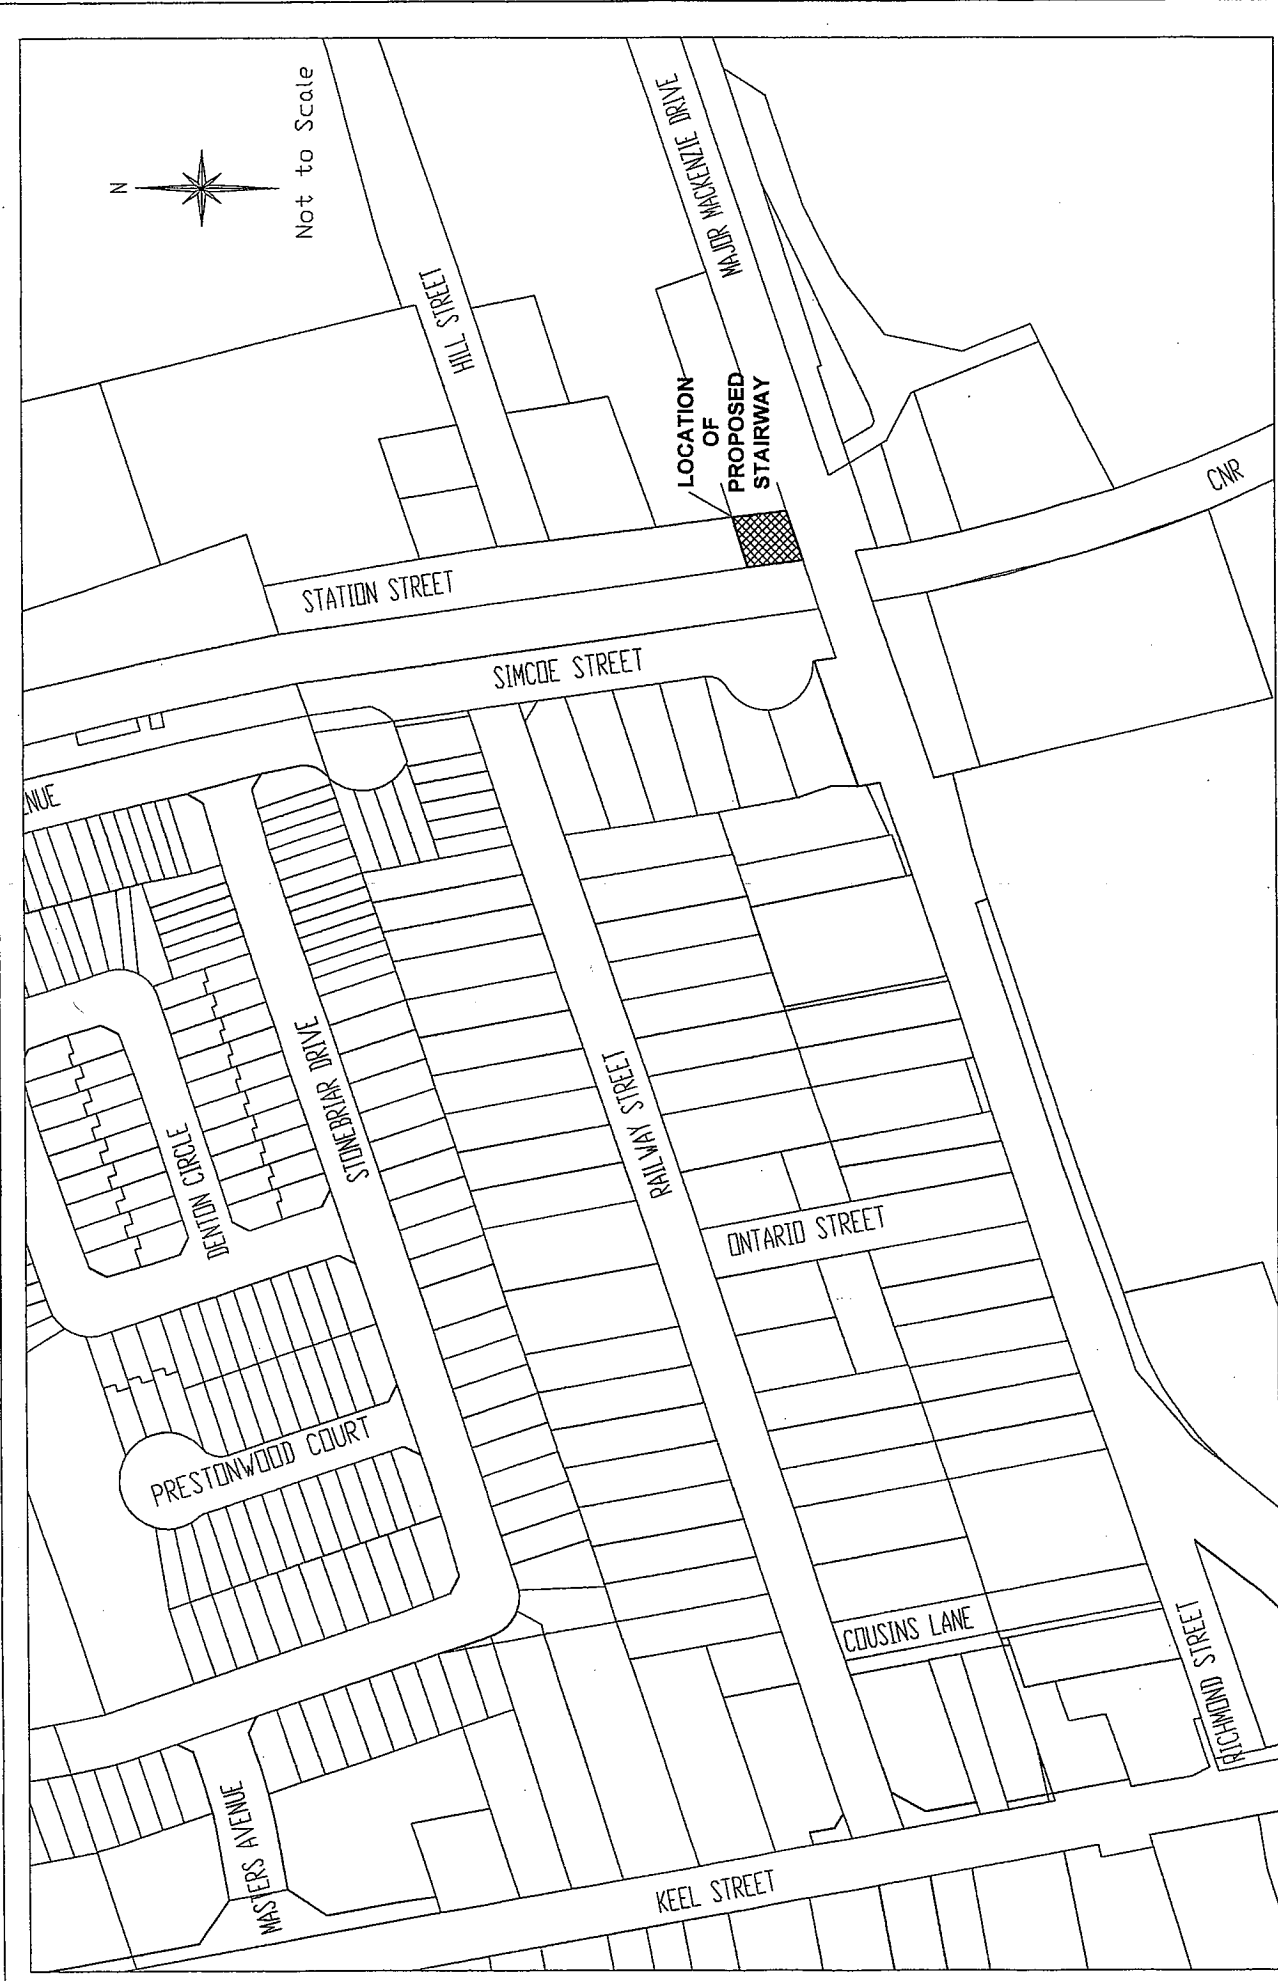 N
Not to Scale
MAJOR MACKENZIE DRIVE
HILL STREET
LOCATION
OF
PROPOSED
STAIRWAY
CNR
STATION STREET
SIMCOE STREET
NUE
STONEBRIAR DRIVE
DENTON CIRCLE
RAILWAY STREET
ONTARIO STREET
PRESTONWOOD COURT
COUSINS LANE
RICHMOND STREET
MASTERS AVENUE
KEEL STREET